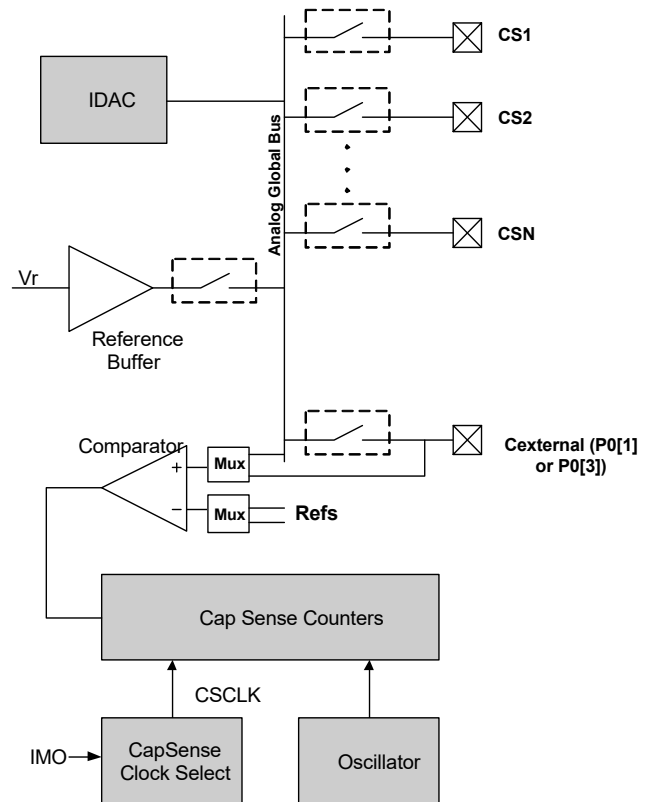 CS1
IDAC
CS2
Analog Global Bus
CSN
Vr
Reference
Buffer
Comparator
+
Mux
Cexternal (P0[1]
or P0[3])
−
Mux
Refs
Cap Sense Counters
CSCLK
IMO
CapSense
Clock Select
Oscillator